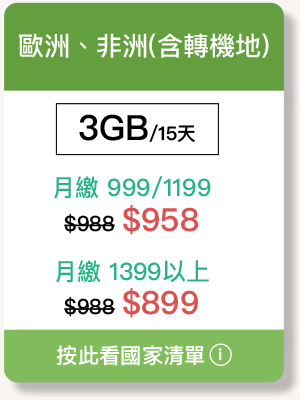 歐洲、非洲(含轉機地)
3GB/15天
月繳 999/1199
$988 $958
月繳 1399以上
$988 $899
按此看國家清單 ⓘ